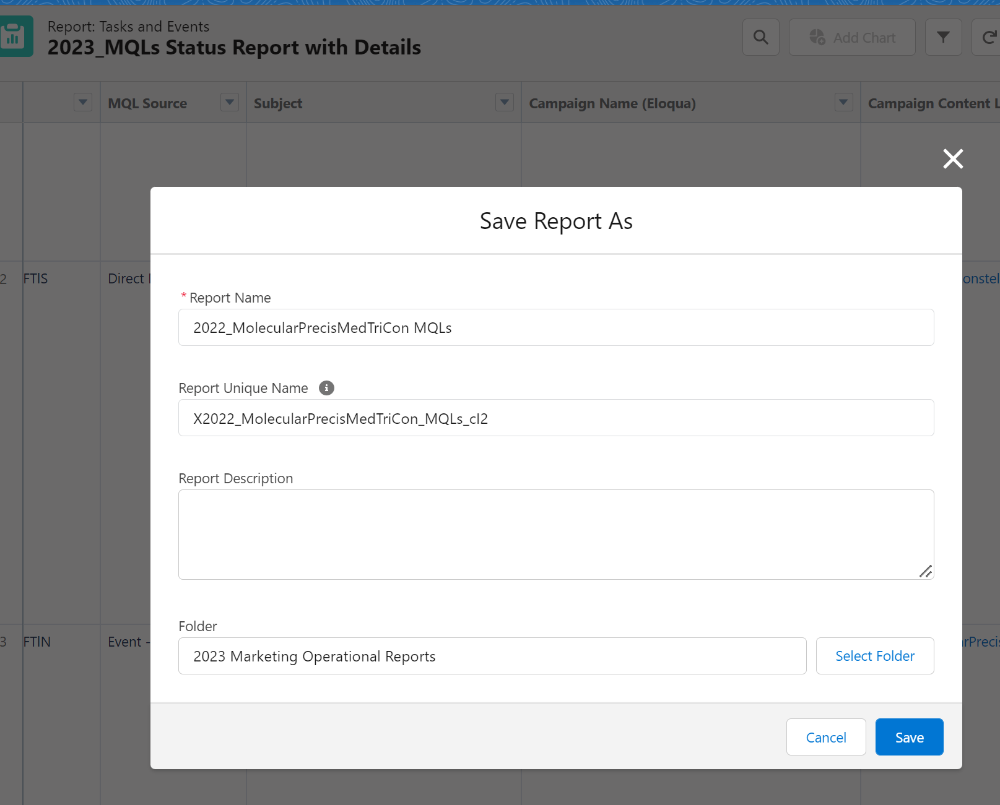 Report: Tasks and Events
2023_MQLs Status Report with Details
Add Chart
MQL Source
Subject
Campaign Name (Eloqua)
Campaign Content
Save Report As
2 FTIS Direct
onstel
* Report Name
2022_MolecularPrecisMedTriCon MQLs
Report Unique Name
X2022_MolecularPrecisMedTriCon_MQLs_cI2
Report Description
Folder
3 FTIN Event -
rPrecis
2023 Marketing Operational Reports
Select Folder
Cancel
Save